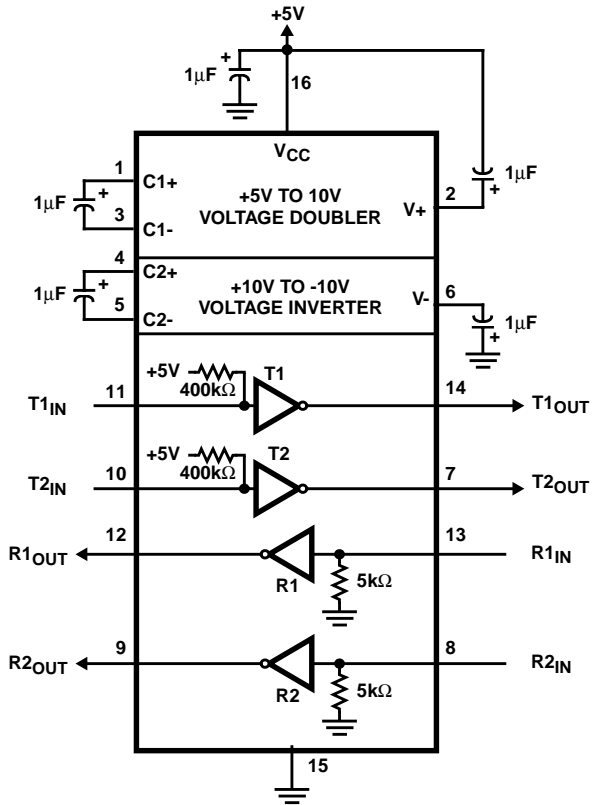 +5V
1μF
+
16
VCC
1
C1+
1μF
+
3
C1-
+5V TO 10V
VOLTAGE DOUBLER
V+
2
1μF
+
4
C2+
1μF
+
5
C2-
+10V TO -10V
VOLTAGE INVERTER
V-
6
1μF
+
+5V
400kΩ
T1
T1IN
11
14
T1OUT
+5V
400kΩ
T2
T2IN
10
7
T2OUT
R1OUT
12
R1
5kΩ
13
R1IN
R2OUT
9
R2
5kΩ
8
R2IN
15